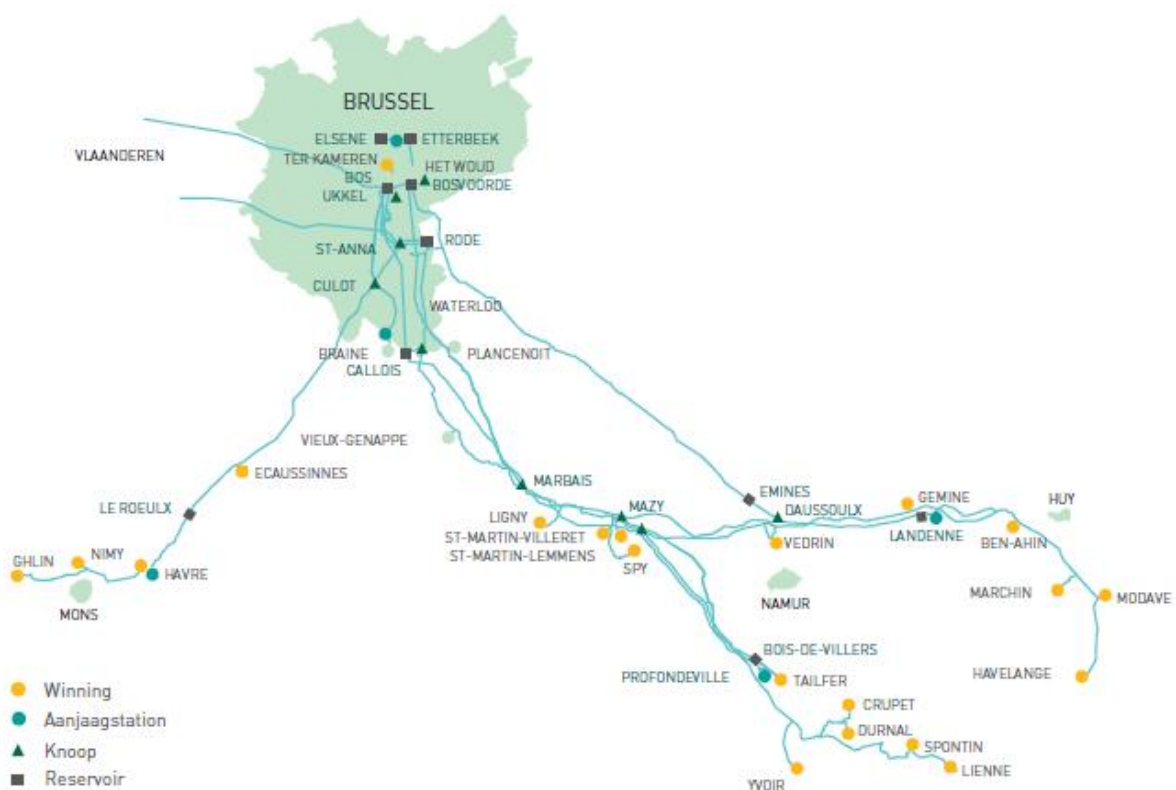 BRUSSEL
ELSENE
ETTERBEEK
VLAANDEREN
TER KAMEREN
BOS
HET WOUD
BOSVOORDE
UKKEL
ST-ANNA
RODE
CULOT
WATERLOO
BRAINE
CALLOIS
PLANCENOIT
VIEUX-GENAPPE
ECAUSSINNES
MARBAIS
LE ROEULX
LIGNY
MAZY
EMINES
DAUSSOULX
GEMINE
HUY
ST-MARTIN-VILLERET
ST-MARTIN-LEMMENS
SPY
VEDRIN
LANDENNE
BEN-AHIN
GHLIN
NIMY
HAVRE
MONS
NAMUR
MARCHIN
MODAVE
BOIS-DE-VILLERS
PROFONDEVILLE
TAILFER
HAVELANGE
CRUPET
DURNAL
SPONTIN
LIENNE
YVOIR
Winning
Aanjaagstation
Knoop
Reservoir